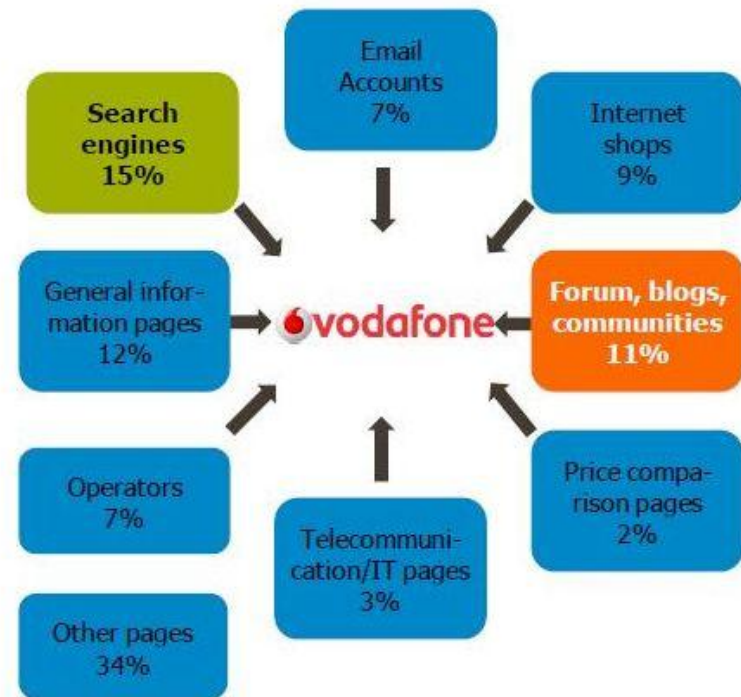 Email
Accounts
7%
Search
engines
15%
Internet
shops
9%
General infor-
mation pages
12%
vodafone
Forum, blogs,
communities
11%
Operators
7%
Telecommuni-
cation/IT pages
3%
Price compa-
rison pages
2%
Other pages
34%